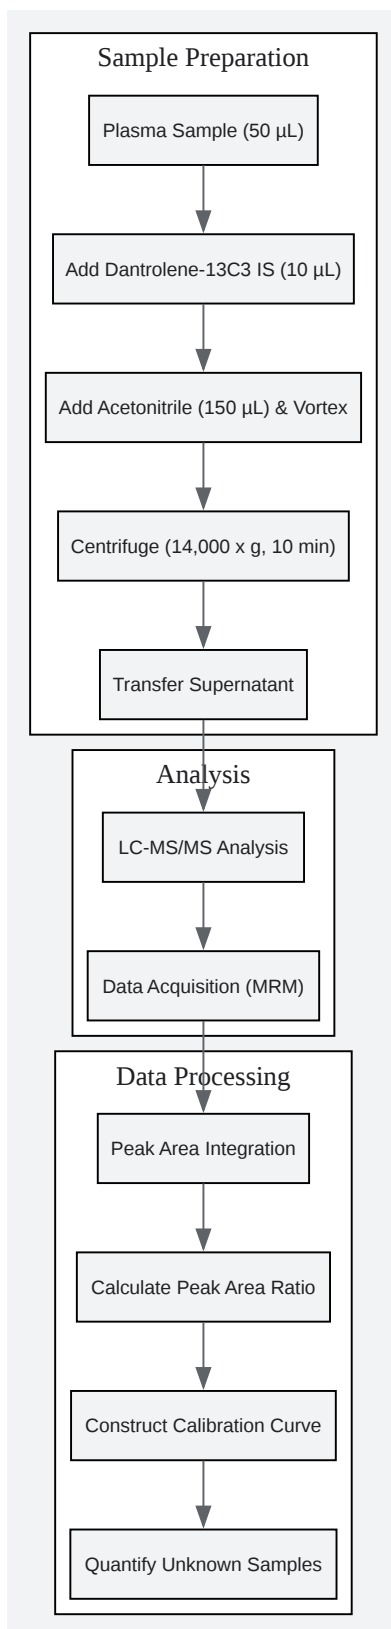 Sample Preparation
Plasma Sample (50 µL)
Add Dantrolene-13C3 IS (10 µL)
Add Acetonitrile (150 µL) & Vortex
Centrifuge (14,000 x g, 10 min)
Transfer Supernatant
Analysis
LC-MS/MS Analysis
Data Acquisition (MRM)
Data Processing
Peak Area Integration
Calculate Peak Area Ratio
Construct Calibration Curve
Quantify Unknown Samples